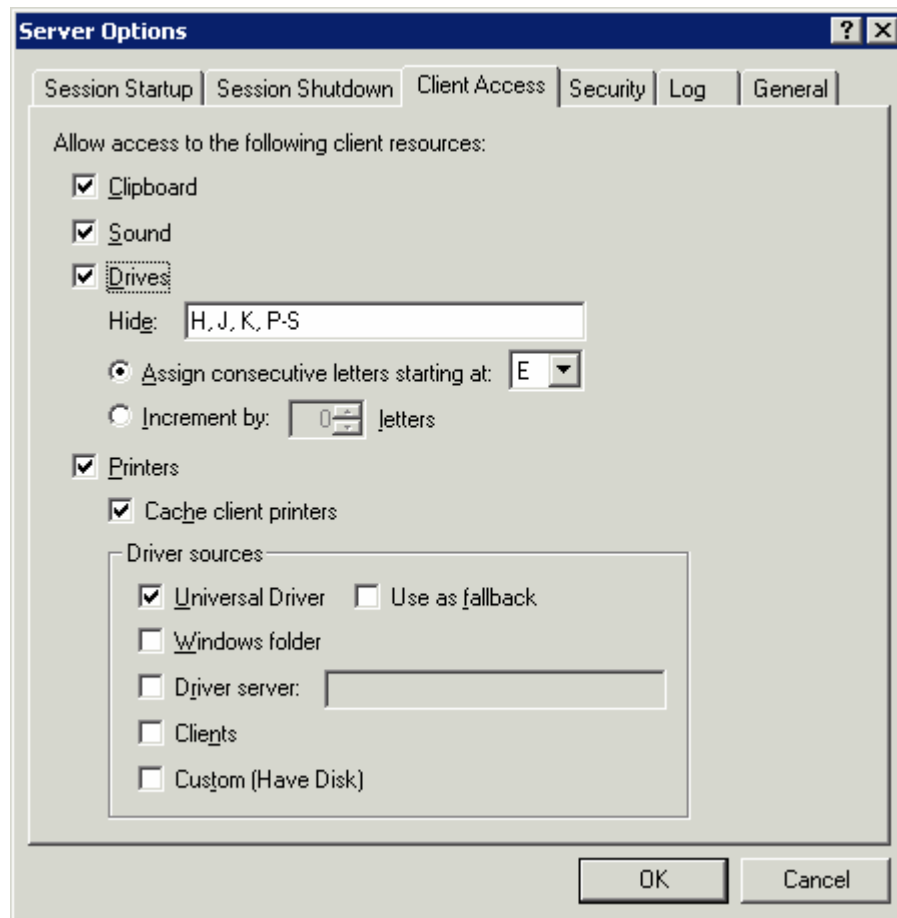 Server Options
Session Startup Session Shutdown Client Access Security Log General
Allow access to the following client resources:
Clipboard
Sound
Drives
Hide: H, J, K, P-S
Assign consecutive letters starting at: E
Increment by: 0 letters
Printers
Cache client printers
Driver sources
Universal Driver Use as fallback
Windows folder
Driver server:
Clients
Custom (Have Disk)
OK Cancel